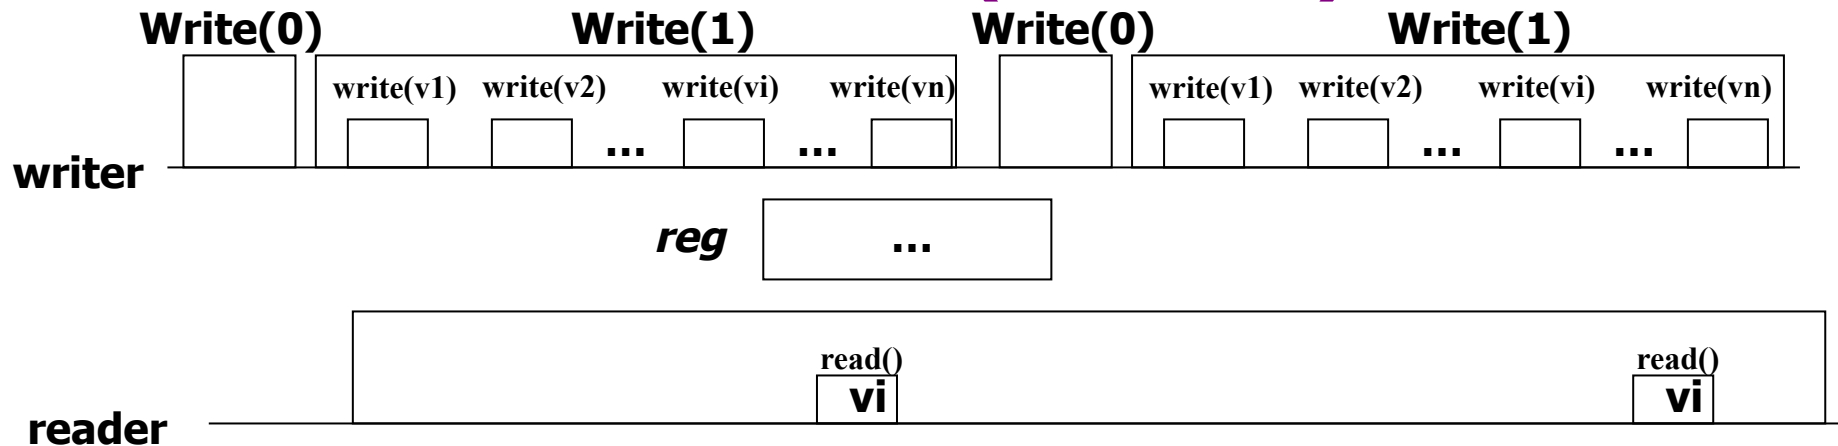 Write(0) Write(1) Write(0) Write(1)
write(v1) write(v2) write(vi) write(vn) write(v1) write(v2) write(vi) write(vn)
... ... ... ...
writer
reg ...
read() read()
vi vi
reader